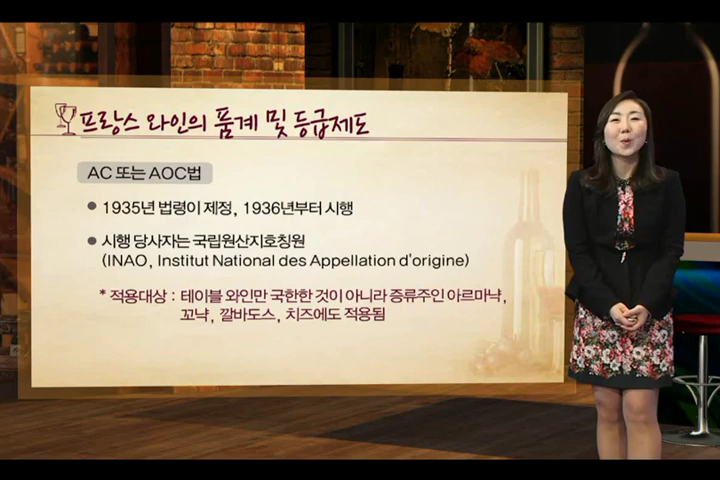 프랑스 와인의 품계 및 등급제도
AC 또는 AOC법
● 1935년 법령이 제정, 1936년부터 시행
● 시행 당사자는 국립원산지호칭원
(INAO, Institut National des Appellation d'origine)
* 적용대상 : 테이블 와인만 국한한 것이 아니라 증류주인 아르마냑,
꼬냑, 깔바도스, 치즈에도 적용됨